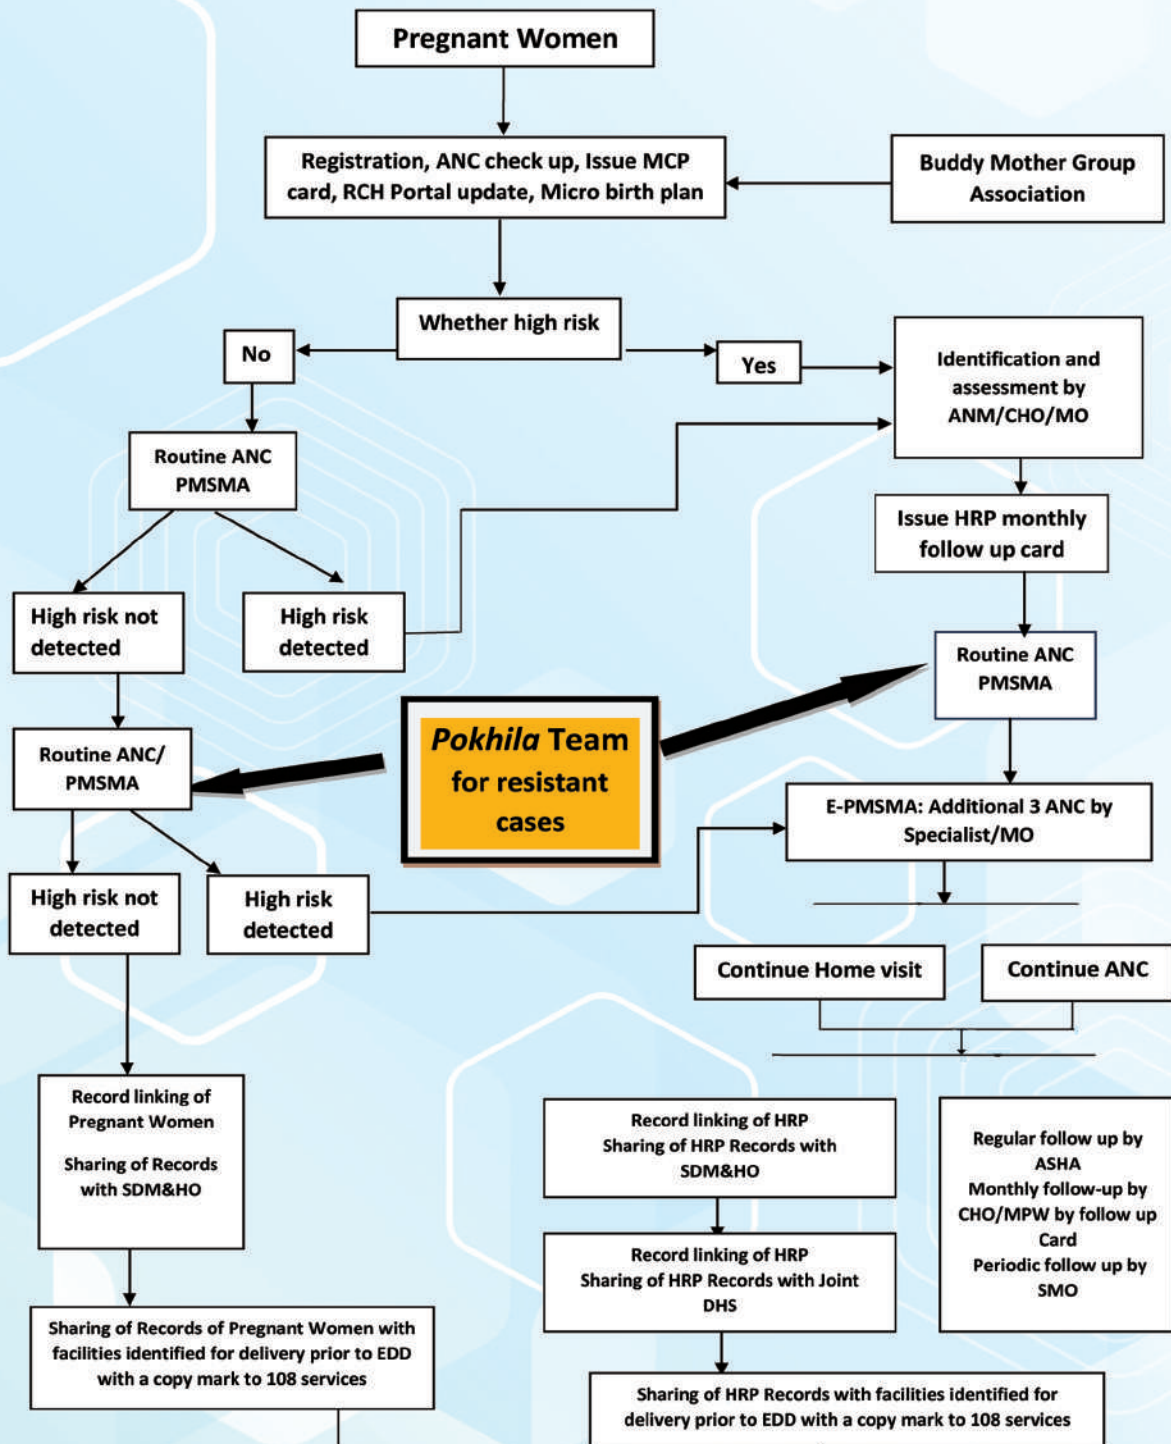 Pregnant Women
Registration, ANC check up, Issue MCP
card, RCH Portal update, Micro birth plan
Buddy Mother Group
Association
Whether high risk
No
Yes
Identification and
assessment by
ANM/CHO/MO
Routine ANC
PMSMA
Issue HRP monthly
follow up card
High risk not
detected
High risk
detected
Routine ANC
PMSMA
Pokhila Team
for resistant
cases
Routine ANC/
PMSMA
E-PMSMA: Additional 3 ANC by
Specialist/MO
High risk not
detected
High risk
detected
Continue Home visit
Continue ANC
Record linking of
Pregnant Women
Sharing of Records
with SDM&HO
Record linking of HRP
Sharing of HRP Records with
SDM&HO
Regular follow up by
ASHA
Monthly follow-up by
CHO/MPW by follow up
Card
Periodic follow up by
SMO
Record linking of HRP
Sharing of HRP Records with Joint
DHS
Sharing of Records of Pregnant Women with
facilities identified for delivery prior to EDD
with a copy mark to 108 services
Sharing of HRP Records with facilities identified for
delivery prior to EDD with a copy mark to 108 services